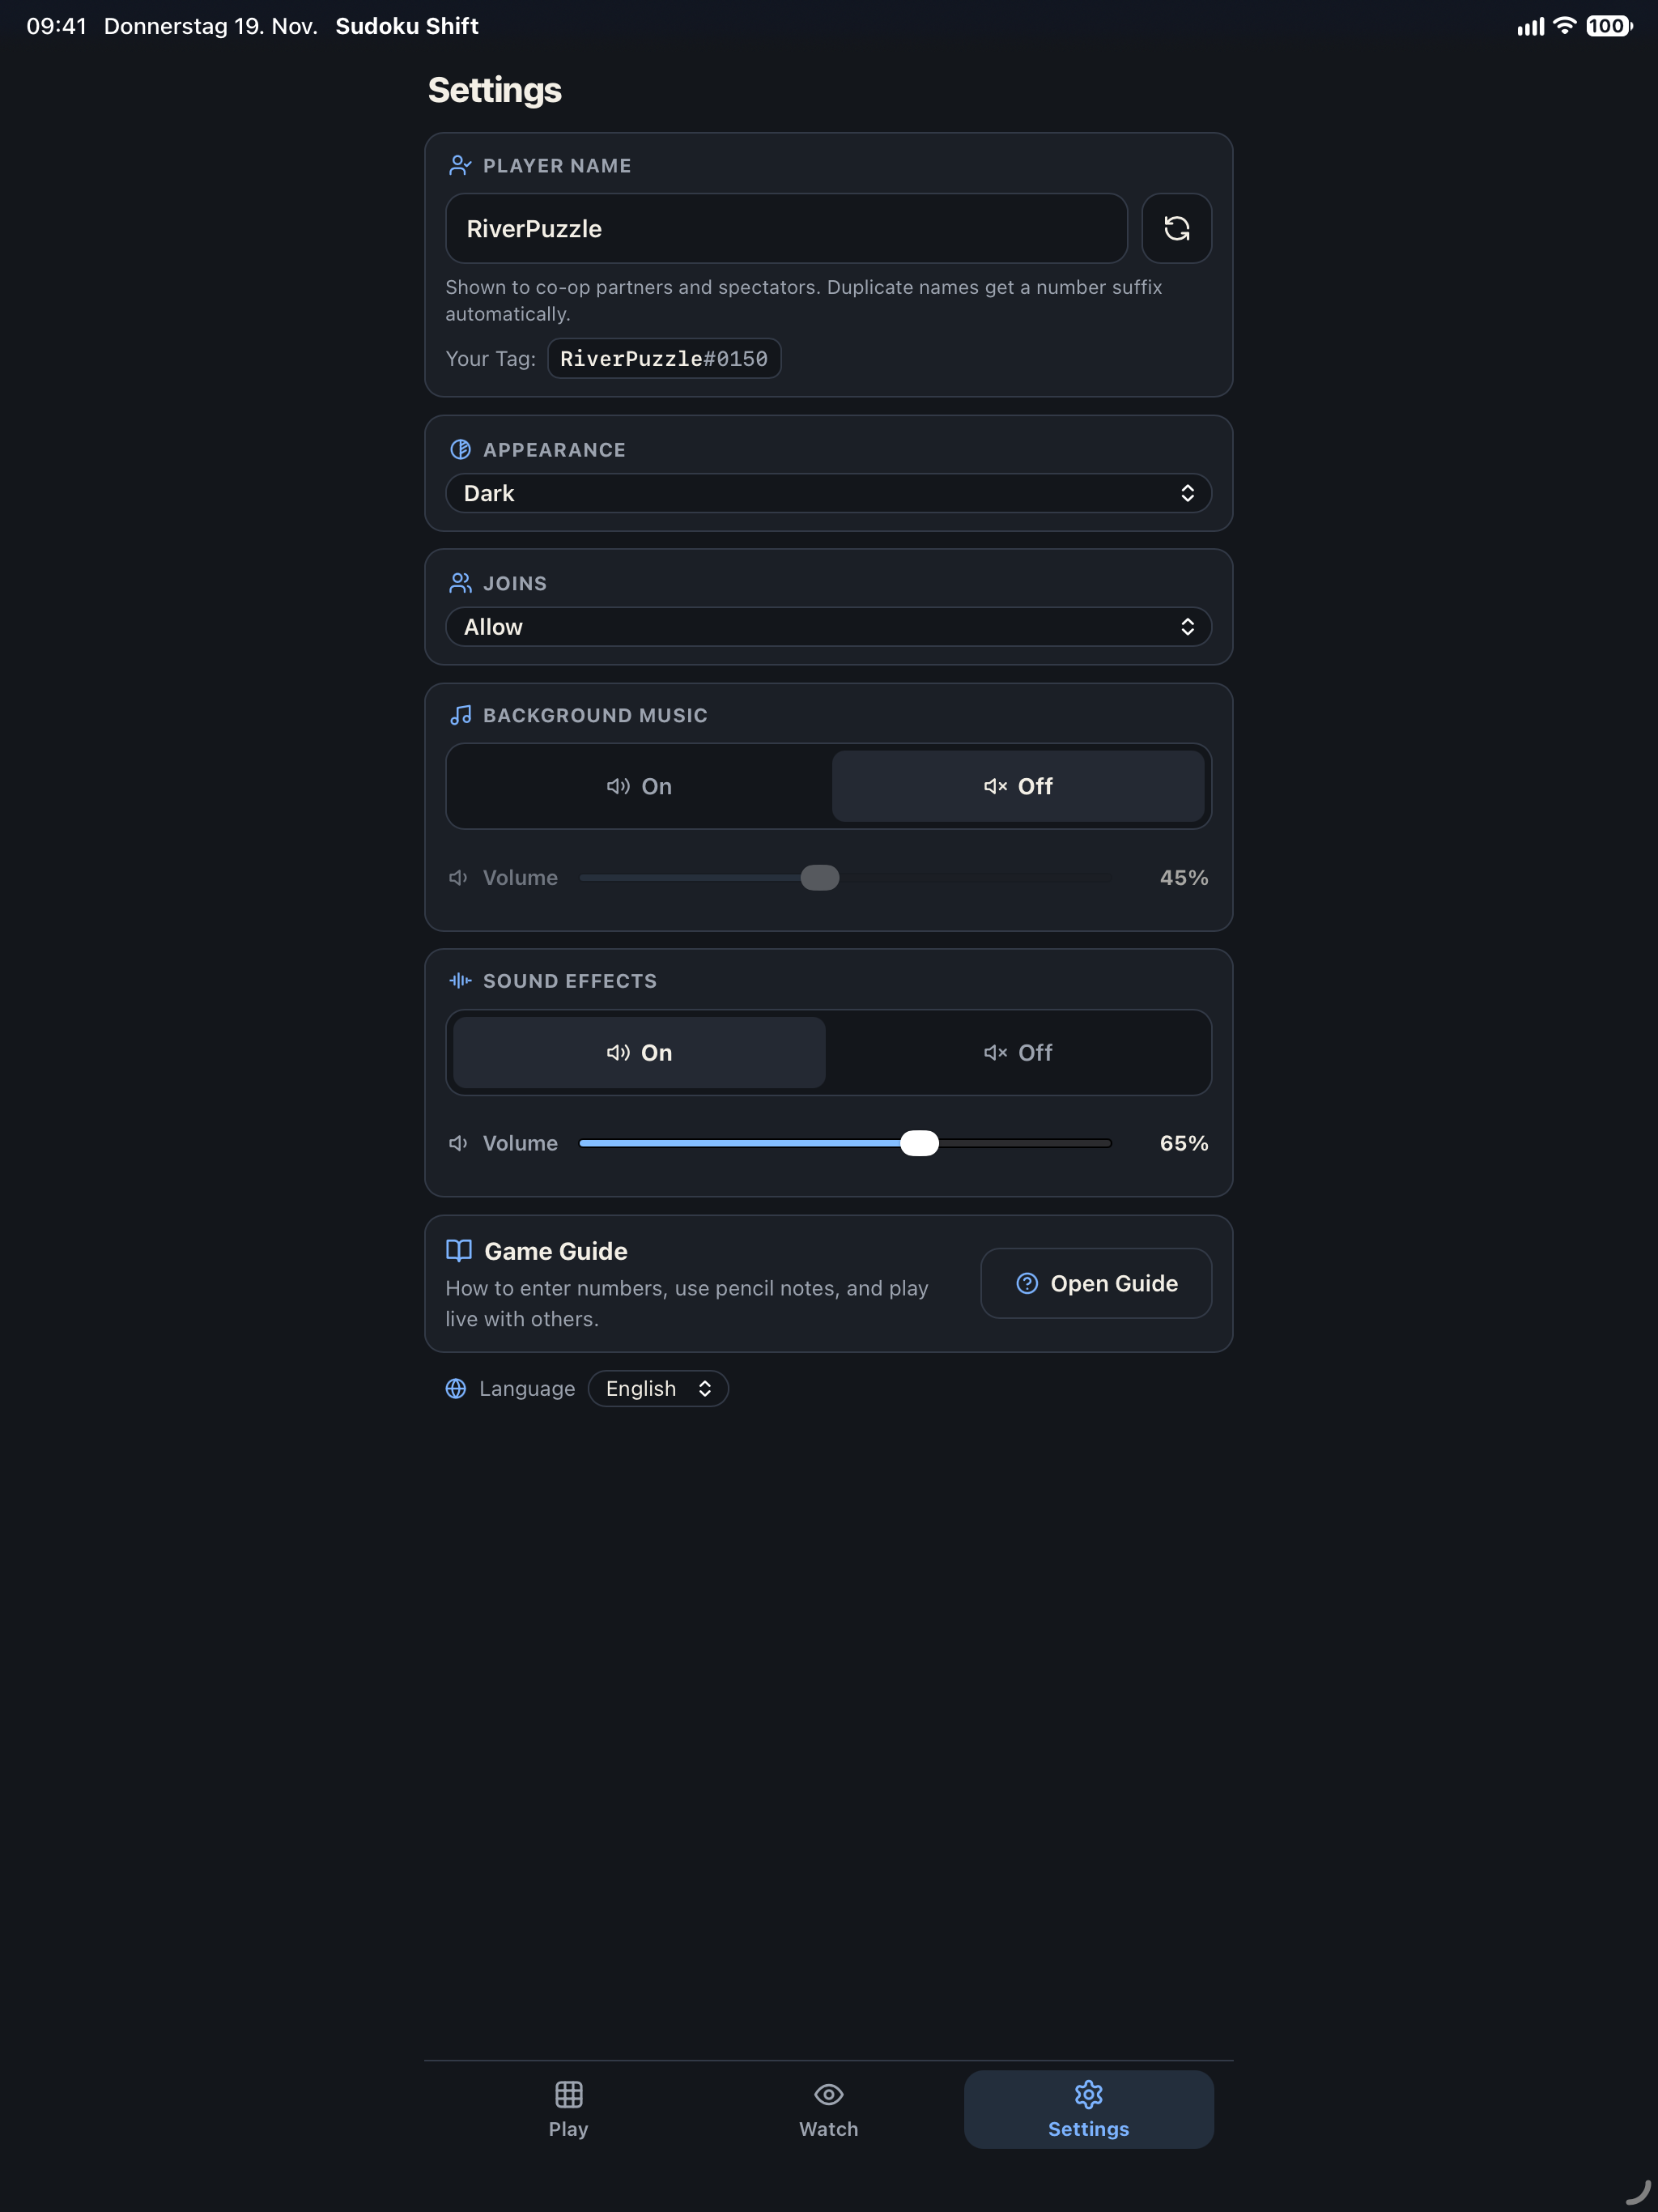 09:41 Donnerstag 19. Nov. Sudoku Shift 100
Settings
PLAYER NAME
RiverPuzzle
Shown to co-op partners and spectators. Duplicate names get a number suffix
automatically.
Your Tag: RiverPuzzle#0150
APPEARANCE
Dark
JOINS
Allow
BACKGROUND MUSIC
On Off
Volume 45%
SOUND EFFECTS
On Off
Volume 65%
Game Guide
How to enter numbers, use pencil notes, and play
live with others.
Open Guide
Language English
Play Watch Settings